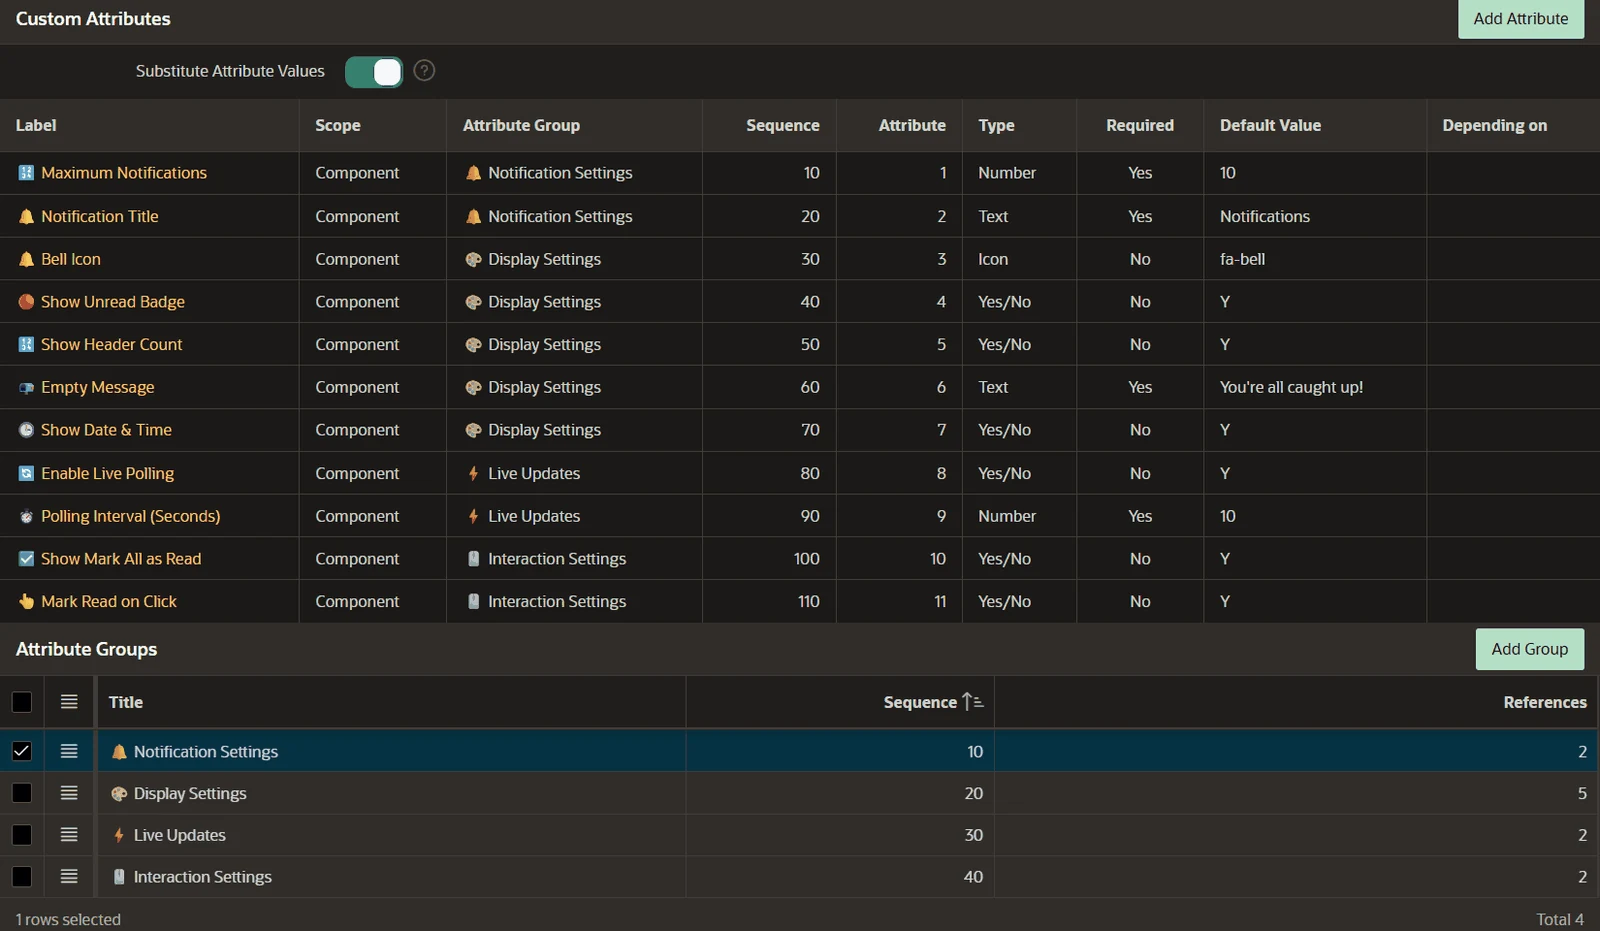 Custom Attributes Add Attribute
Substitute Attribute Values ?
Label Scope Attribute Group Sequence Attribute Type Required Default Value Depending on
Maximum Notifications Component Notification Settings 10 1 Number Yes 10
Notification Title Component Notification Settings 20 2 Text Yes Notifications
Bell Icon Component Display Settings 30 3 Icon No fa-bell
Show Unread Badge Component Display Settings 40 4 Yes/No No Y
Show Header Count Component Display Settings 50 5 Yes/No No Y
Empty Message Component Display Settings 60 6 Text Yes You're all caught up!
Show Date & Time Component Display Settings 70 7 Yes/No No Y
Enable Live Polling Component Live Updates 80 8 Yes/No No Y
Polling Interval (Seconds) Component Live Updates 90 9 Number Yes 10
Show Mark All as Read Component Interaction Settings 100 10 Yes/No No Y
Mark Read on Click Component Interaction Settings 110 11 Yes/No No Y
Attribute Groups Add Group
Title Sequence References
Notification Settings 10 2
Display Settings 20 5
Live Updates 30 2
Interaction Settings 40 2
1 rows selected Total 4